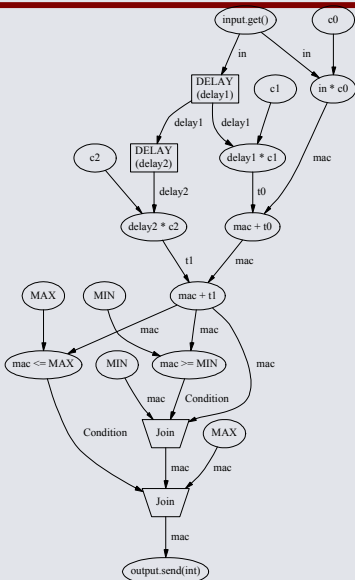 input.get()
c0
in
in
DELAY
(delay1)
c1
in * c0
delay1
delay1
c2
DELAY
(delay2)
delay1 * c1
mac
delay2
t0
delay2 * c2
mac + t0
t1
mac
MAX
MIN
mac + t1
mac
mac
mac <= MAX
MIN
mac >= MIN
mac
mac
Condition
Condition
Join
MAX
mac
mac
Join
mac
output.send(int)